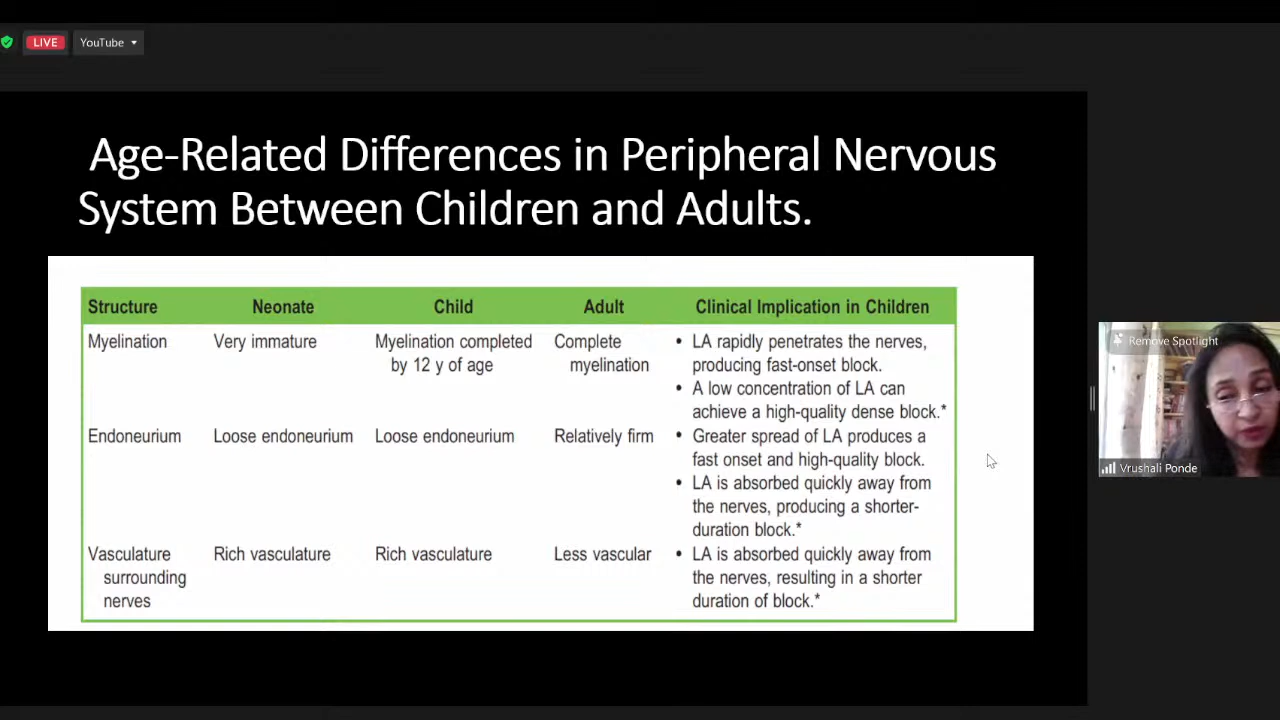 LIVE
YouTube
Age-Related Differences in Peripheral Nervous
System Between Children and Adults.
Structure Neonate Child Adult Clinical Implication in Children
Myelination Very immature Myelination completed by 12 y of age Complete myelination • LA rapidly penetrates the nerves,
producing fast-onset block.
• A low concentration of LA can
achieve a high-quality dense block.*
Endoneurium Loose endoneurium Loose endoneurium Relatively firm • Greater spread of LA produces a
fast onset and high-quality block.
• LA is absorbed quickly away from
the nerves, producing a shorter-
duration block.*
Vasculature surrounding nerves Rich vasculature Rich vasculature Less vascular • LA is absorbed quickly away from
the nerves, resulting in a shorter
duration of block.*
Remove Spotlight
Vrushali Ponde